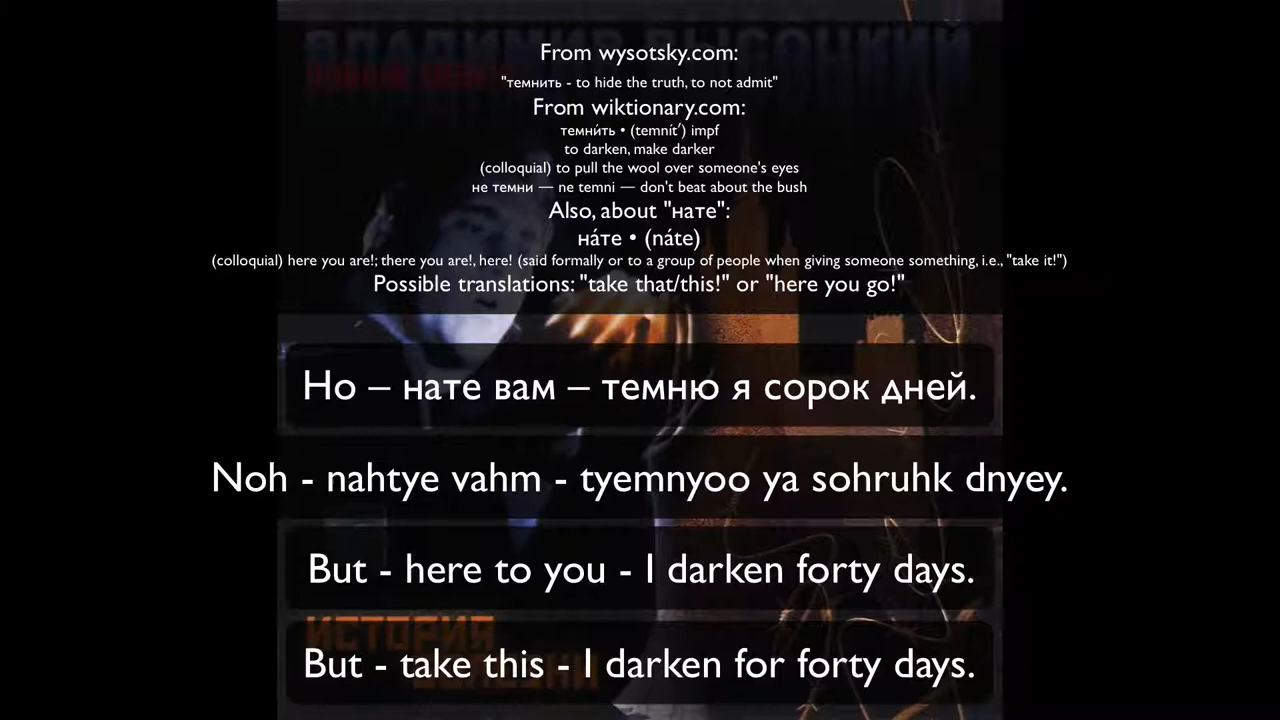 ВЛАДИМИР ВЫСОЦКИЙ
From wysotsky.com:
"темнить - to hide the truth, to not admit"
From wiktionary.com:
темни́ть • (temnítʹ) impf
to darken, make darker
(colloquial) to pull the wool over someone's eyes
не темни — ne temni — don't beat about the bush
Also, about "нате":
на́те • (náte)
(colloquial) here you are!; there you are!, here! (said formally or to a group of people when giving someone something, i.e., "take it!")
Possible translations: "take that/this!" or "here you go!"
Но – нате вам – темню я сорок дней.
Noh - nahtye vahm - tyemnyoo ya sohruhk dnyey.
But - here to you - I darken forty days.
ИСТОРИЯ
But - take this - I darken for forty days.